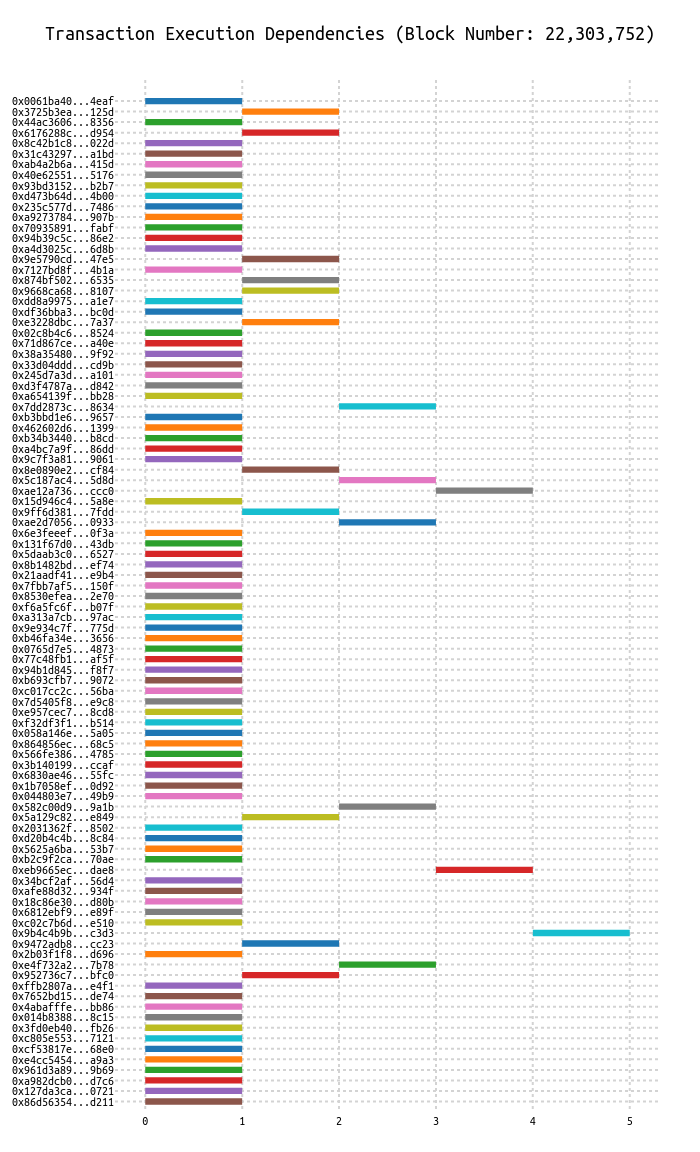 Transaction Execution Dependencies (Block Number: 22,303,752)
0x0061ba40...4eaf
0x3725b3ea...125d
0x44ac3606...8356
0x6176288c...d954
0x8c42b1c8...022d
0x31c43297...a1bd
0xab4a2b6a...415d
0x40e62551...5176
0x93bd3152...b2b7
0xd473b64d...4b00
0x235c577d...7486
0xa9273784...907b
0x70935891...fabf
0x94b39c5c...86e2
0xa4d3025c...6d8b
0x9e5790cd...47e5
0x7127bd8f...4b1a
0x874bf502...6535
0x9668ca68...8107
0xdd8a9975...a1e7
0xdf36bba3...bc0d
0xe3228dbc...7a37
0x02c8b4c6...8524
0x71d867ce...a40e
0x38a35480...9f92
0x33d04ddd...cd9b
0x245d7a3d...a101
0xd3f4787a...d842
0xa654139f...bb28
0x7dd2873c...8634
0xb3bbd1e6...9657
0x462602d6...1399
0xb34b3440...b8cd
0xa4bc7a9f...86dd
0x9c7f3a81...9061
0x8e0890e2...cf84
0x5c187ac4...5d8d
0xae12a736...ccc0
0x15d946c4...5a8e
0x9ff6d381...7fdd
0xae2d7056...0933
0x6e3feeef...0f3a
0x131f67d0...43db
0x5daab3c0...6527
0x8b1482bd...ef74
0x21aadf41...e9b4
0x7fbb7af5...150f
0x8530efea...2e70
0xf6a5fc6f...b07f
0xa313a7cb...97ac
0x9e934c7f...775d
0xb46fa34e...3656
0x0765d7e5...4873
0x77c48fb1...af5f
0x94b1d845...f8f7
0xb693cfb7...9072
0xc017cc2c...56ba
0x7d5405f8...e9c8
0xe957cec7...8cd8
0xf32df3f1...b514
0x058a146e...5a05
0x864856ec...68c5
0x566fe386...4785
0x3b140199...ccaf
0x6830ae46...55fc
0x1b7058ef...0d92
0x044803e7...49b9
0x582c00d9...9a1b
0x5a129c82...e849
0x2031362f...8502
0xd20b4c4b...8c84
0x5625a6ba...53b7
0xb2c9f2ca...70ae
0xeb9665ec...dae8
0x34bcf2af...56d4
0xafe88d32...934f
0x18c86e30...d80b
0x6812ebf9...e89f
0xc02c7b6d...e510
0x9b4c4b9b...c3d3
0x9472adb8...cc23
0x2b03f1f8...d696
0xe4f732a2...7b78
0x952736c7...bfc0
0xffb2807a...e4f1
0x7652bd15...de74
0x4abafffe...bb86
0x014b8388...8c15
0x3fd0eb40...fb26
0xc805e553...7121
0xcf53817e...68e0
0xe4cc5454...a9a3
0x961d3a89...9b69
0xa982dcb0...d7c6
0x127da3ca...0721
0x86d56354...d211
0 1 2 3 4 5